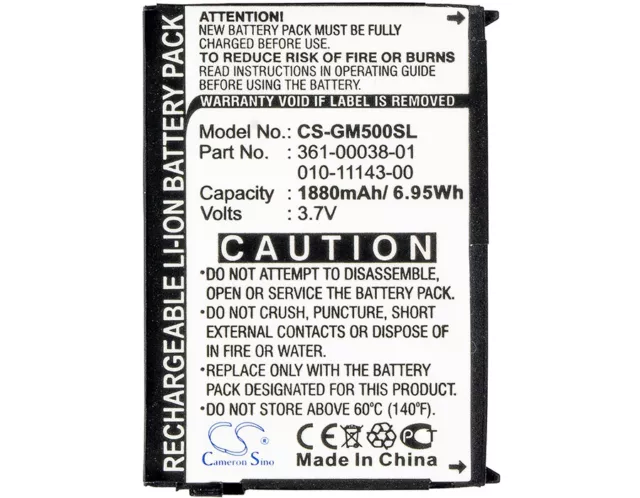 RECHARGEABLE LI-ION BATTERY PACK
ATTENTION!
NEW BATTERY PACK MUST BE FULLY CHARGED.
TO REDUCE RISK OF FIRE OR BURNS
READ INSTRUCTIONS IN OPERATING GUIDE
BEFORE USING BATTERY.
WARRANTY VOID IF LABEL REMOVED
Model No.: CS-GM500SL
Part No. : 361-00038-01
010-11143-00
Capacity : 1880mAh/ 6.95Wh
Volts : 3.7V
CAUTION
•DO NOT ATTEMPT TO DISASSEMBLE,
OPEN OR SERVICE THE BATTERY PACK.
•DO NOT CRUSH, PUNCTURE, SHORT
EXTERNAL CONTACTS OR DISPOSE OF
IN FIRE OR WATER.
•REPLACE ONLY WITH THE BATTERY
PACK DESIGNATED FOR THIS PRODUCT.
•DO NOT STORE ABOVE 60°C (140°F).
CS
Cameron Sino
CE
Made In China